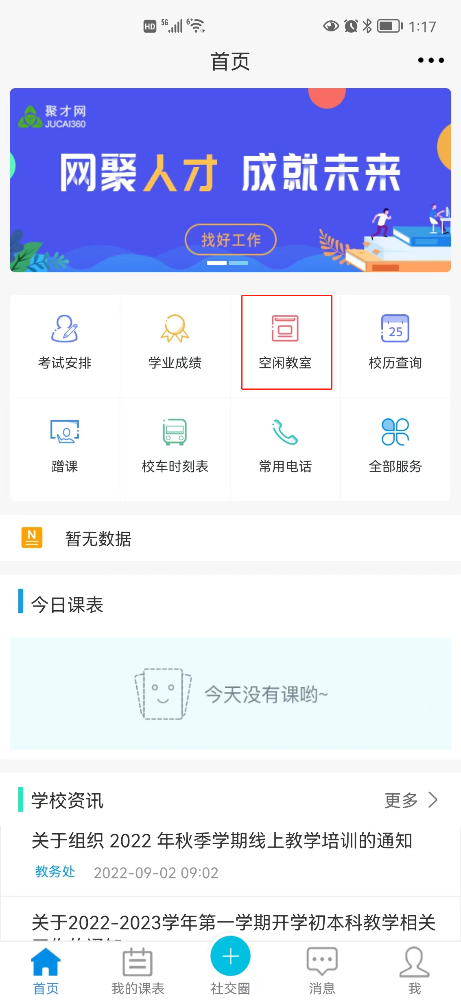 HD 5G 6+ 1:17
首页
聚才网
JUCAI360
网聚人才 成就未来
找好工作
考试安排 学业成绩 空闲教室 25 校历查询
蹭课 校车时刻表 常用电话 全部服务
N 暂无数据
今日课表
今天没有课哟~
学校资讯 更多
关于组织 2022 年秋季学期线上教学培训的通知
教务处 2022-09-02 09:02
关于2022-2023学年第一学期开学初本科教学相关
首页 我的课表 社交圈 消息 我